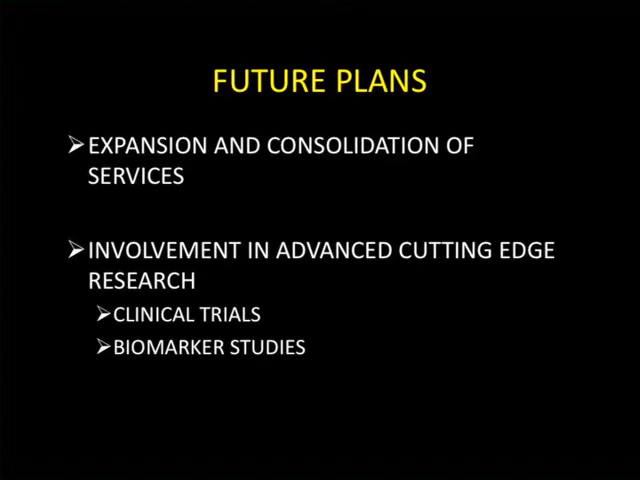 FUTURE PLANS
➢EXPANSION AND CONSOLIDATION OF
SERVICES
➢INVOLVEMENT IN ADVANCED CUTTING EDGE
RESEARCH
➢CLINICAL TRIALS
➢BIOMARKER STUDIES